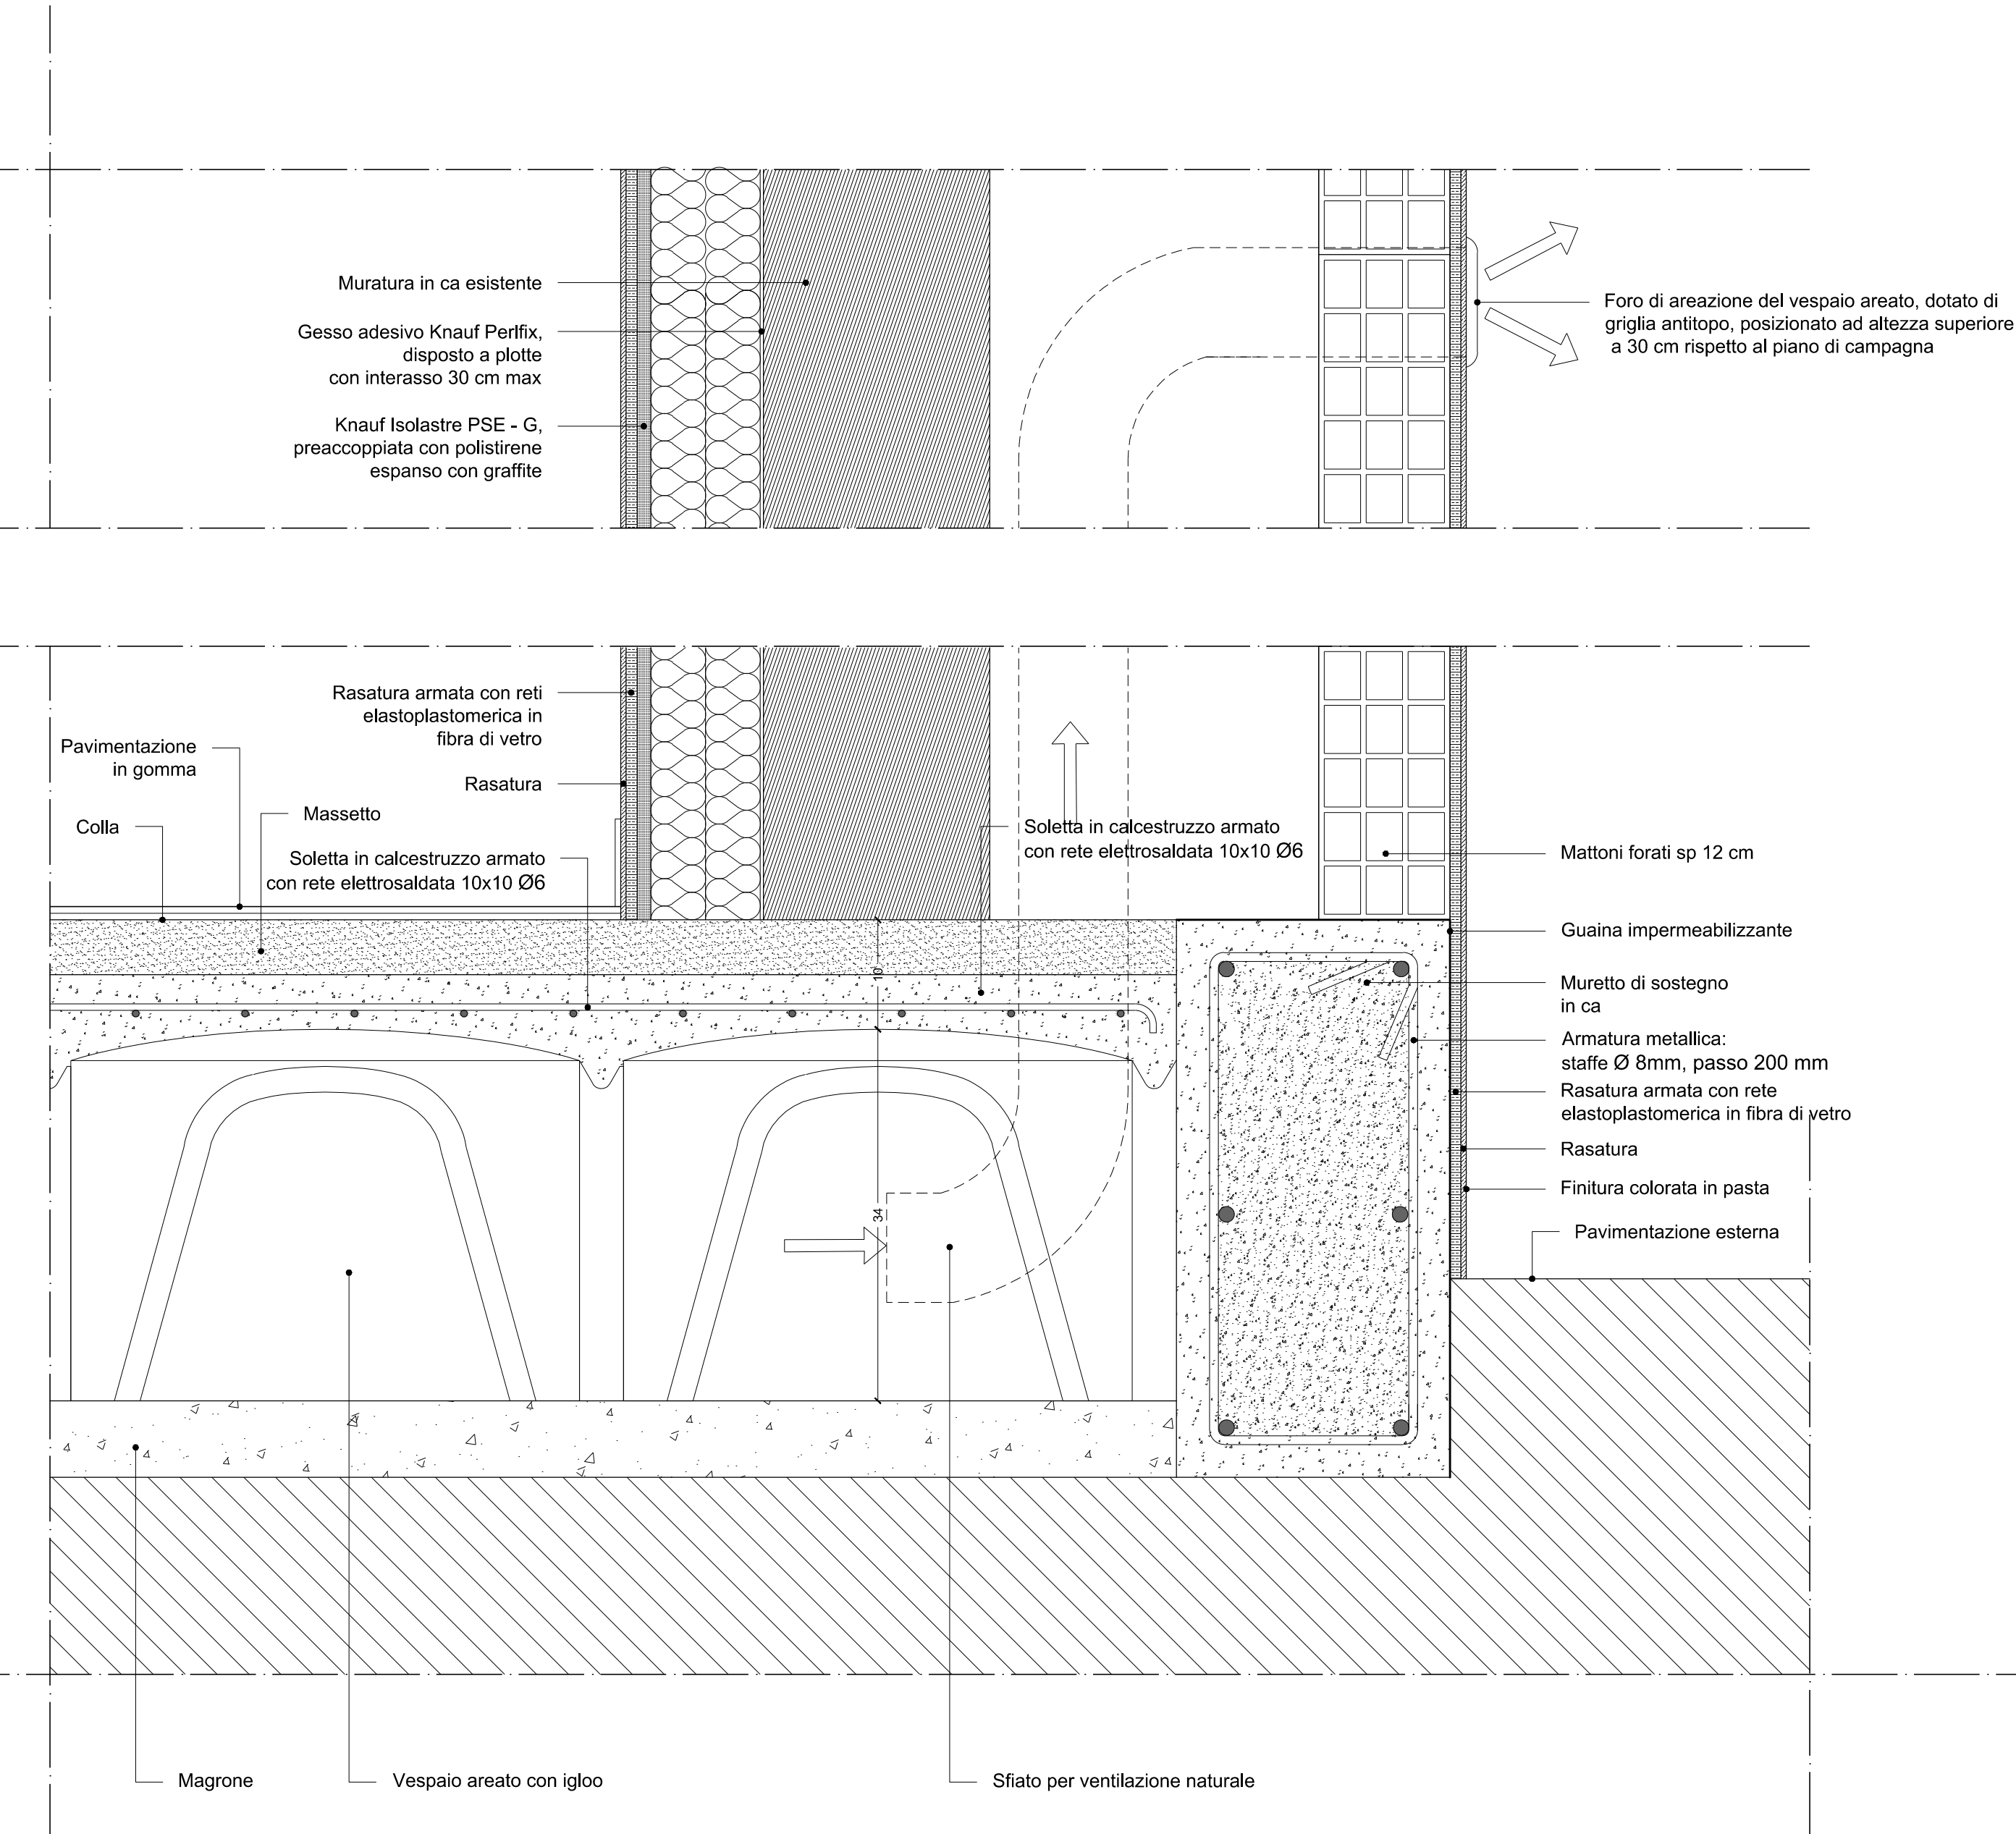 Muratura in ca esistente
Gesso adesivo Knauf Perlfix,
disposto a plotte
con interasso 30 cm max
Knauf Isolastre PSE - G,
preaccoppiata con polistirene
espanso con graffite
Foro di areazione del vespaio areato, dotato di
griglia antitopo, posizionato ad altezza superiore
a 30 cm rispetto al piano di campagna
Rasatura armata con reti
elastoplastomerica in
fibra di vetro
Pavimentazione
in gomma
Rasatura
Massetto
Colla
Soletta in calcestruzzo armato
con rete elettrosaldata 10x10 Ø6
Soletta in calcestruzzo armato
con rete elettrosaldata 10x10 Ø6
Mattoni forati sp 12 cm
Guaina impermeabilizzante
10
Muretto di sostegno
in ca
Armatura metallica:
staffe Ø 8mm, passo 200 mm
Rasatura armata con rete
elastoplastomerica in fibra di vetro
Rasatura
Finitura colorata in pasta
34
Pavimentazione esterna
Magrone
Vespaio areato con igloo
Sfiato per ventilazione naturale